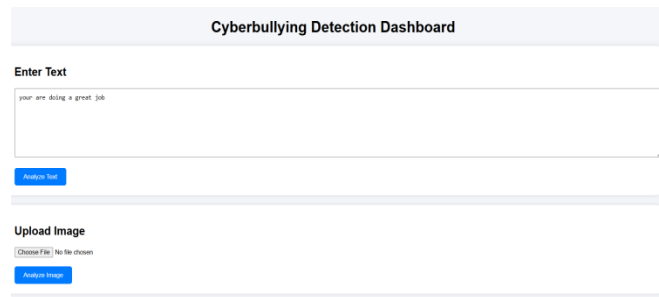 Cyberbullying Detection Dashboard
Enter Text
your are doing a great job
Analyze Text
Upload Image
Choose File No file chosen
Analyze Image